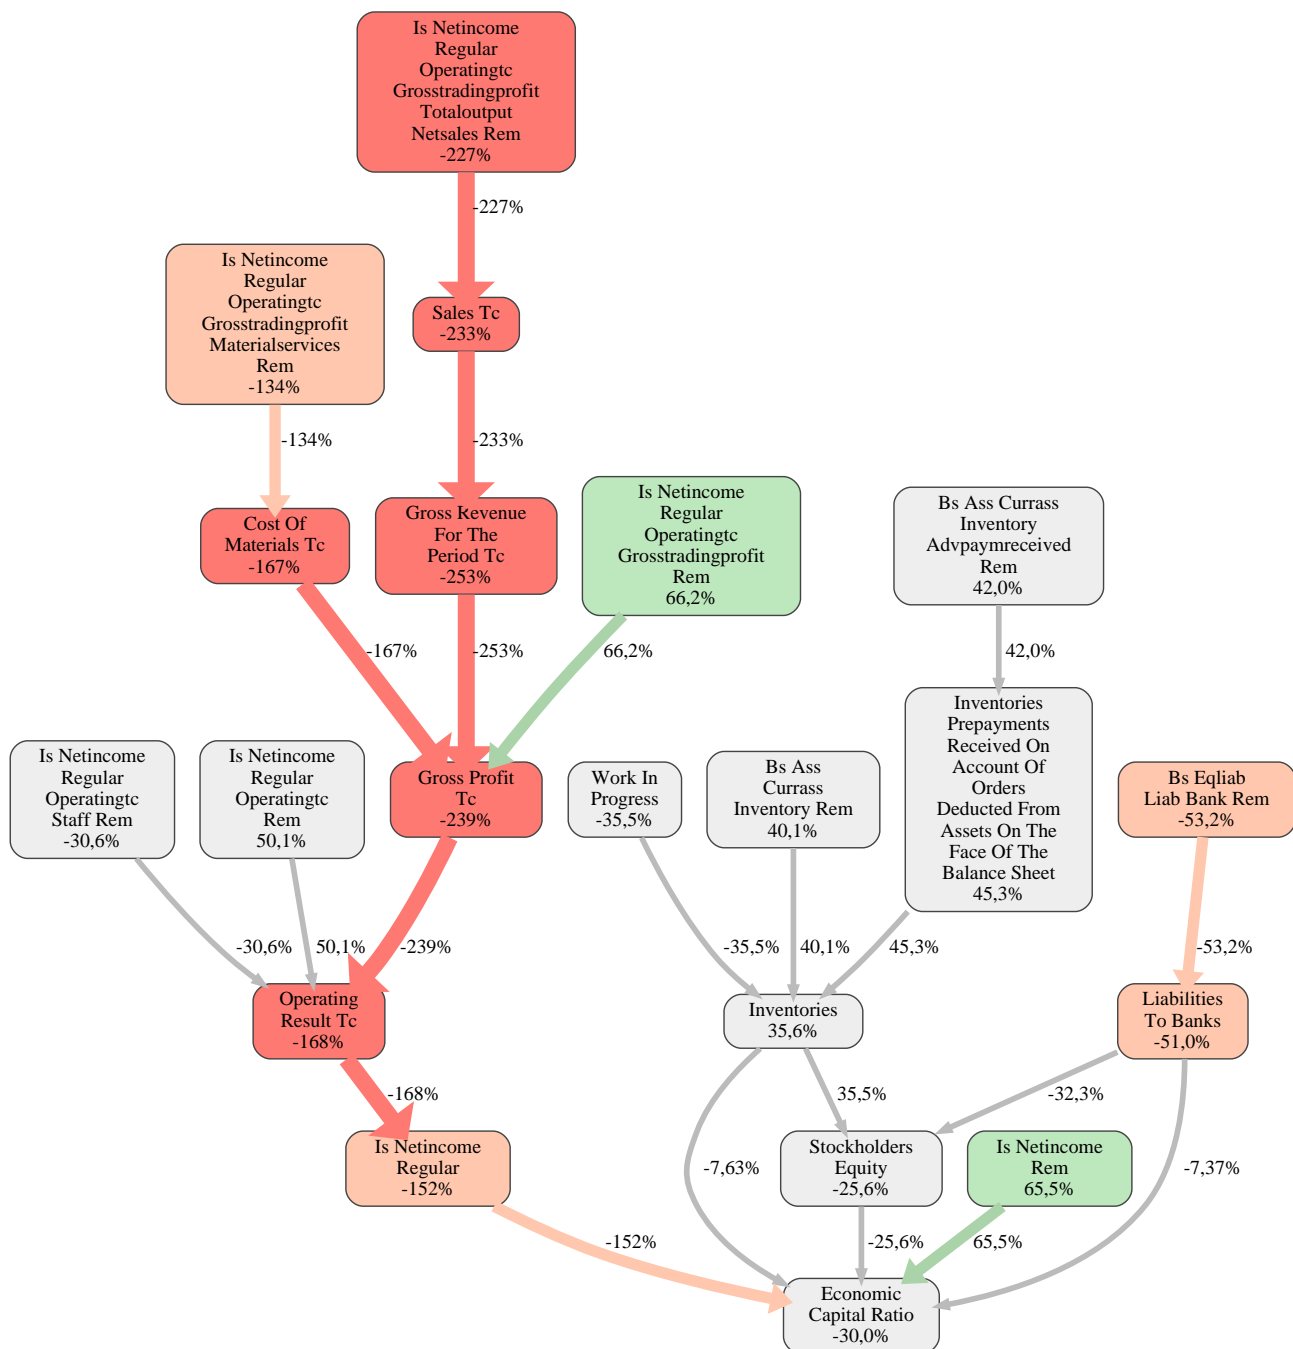 Is Netincome
Regular
Operatingtc
Grosstradingprofit
Totaloutput
Netsales Rem
-227%
-227%
Is Netincome
Regular
Operatingtc
Grosstradingprofit
Materialservices
Rem
-134%
Sales Tc
-233%
-134%
-233%
Cost Of
Materials Tc
-167%
Gross Revenue
For The
Period Tc
-253%
Is Netincome
Regular
Operatingtc
Grosstradingprofit
Rem
66,2%
Bs Ass Currass
Inventory
Advpaymreceived
Rem
42,0%
-167%
-253%
66,2%
42,0%
Is Netincome
Regular
Operatingtc
Staff Rem
-30,6%
Is Netincome
Regular
Operatingtc
Rem
50,1%
Gross Profit
Tc
-239%
Work In
Progress
-35,5%
Bs Ass
Currass
Inventory Rem
40,1%
Inventories
Prepayments
Received On
Account Of
Orders
Deducted From
Assets On The
Face Of The
Balance Sheet
45,3%
Bs Eqliab
Liab Bank Rem
-53,2%
-30,6%
50,1%
-239%
-35,5%
40,1%
45,3%
-53,2%
Operating
Result Tc
-168%
Inventories
35,6%
Liabilities
To Banks
-51,0%
-168%
35,5%
-32,3%
Is Netincome
Regular
-152%
-7,63%
Stockholders
Equity
-25,6%
Is Netincome
Rem
65,5%
-7,37%
-152%
-25,6%
65,5%
Economic
Capital Ratio
-30,0%